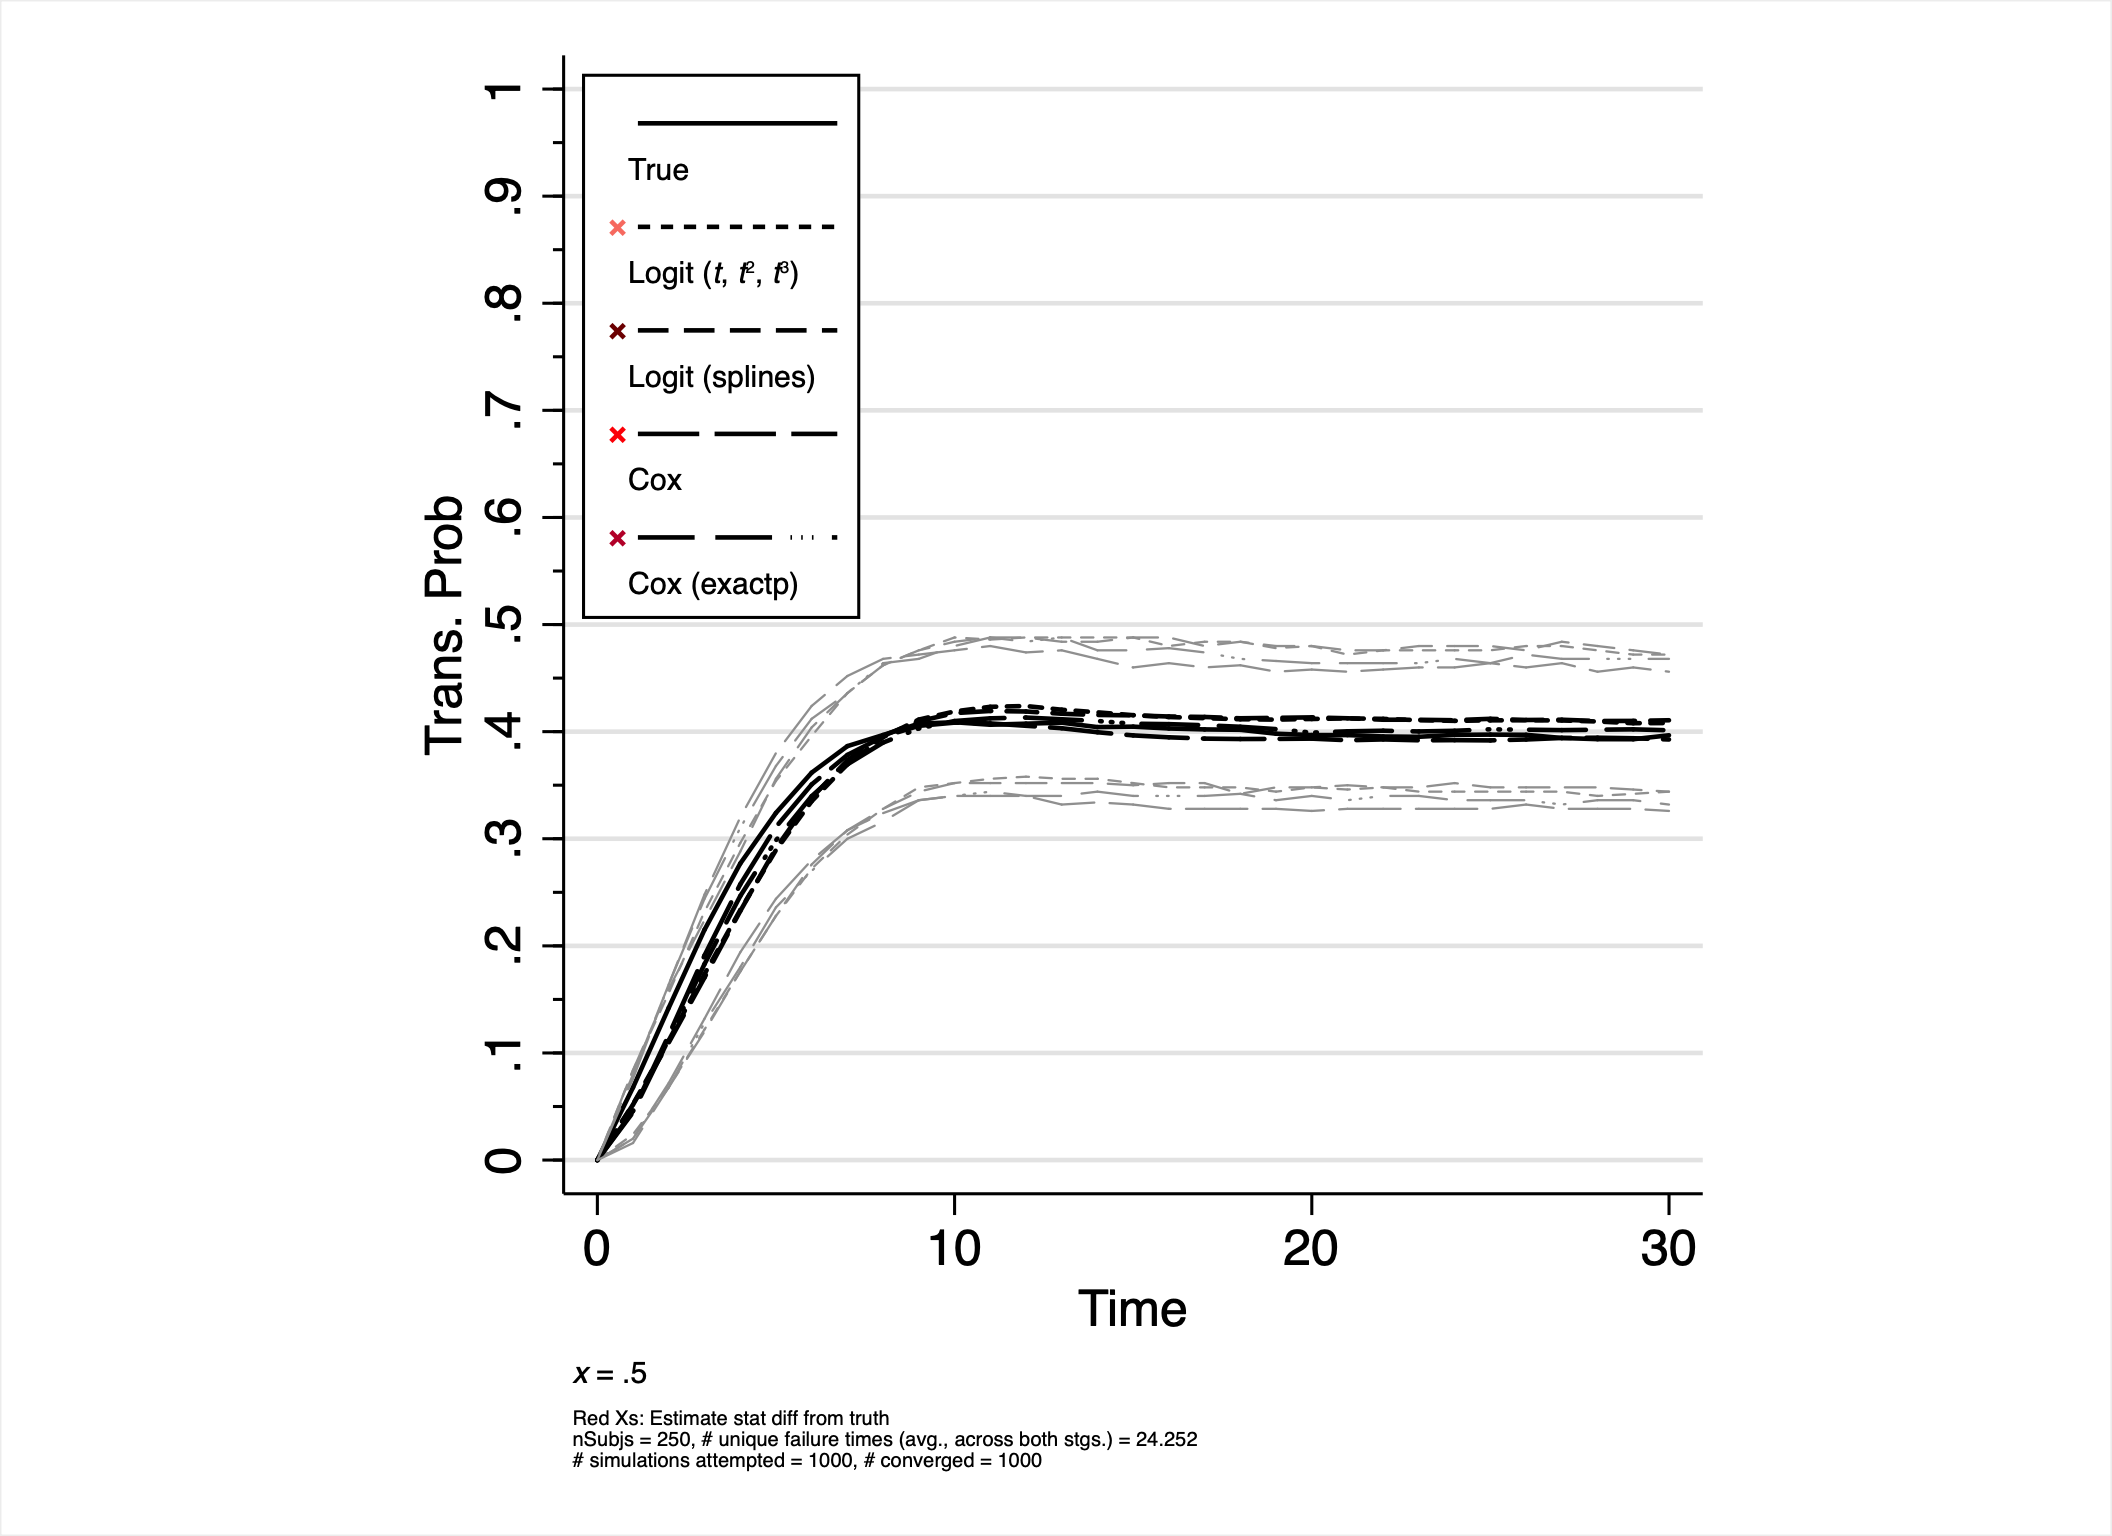 1
.9
.8
.7
.6
.5
.4
.3
.2
.1
0
Trans. Prob
True
Logit (t, t², t³)
Logit (splines)
Cox
Cox (exactp)
0 10 20 30
Time
x = .5
Red Xs: Estimate stat diff from truth
nSubjs = 250, # unique failure times (avg., across both stgs.) = 24.252
# simulations attempted = 1000, # converged = 1000